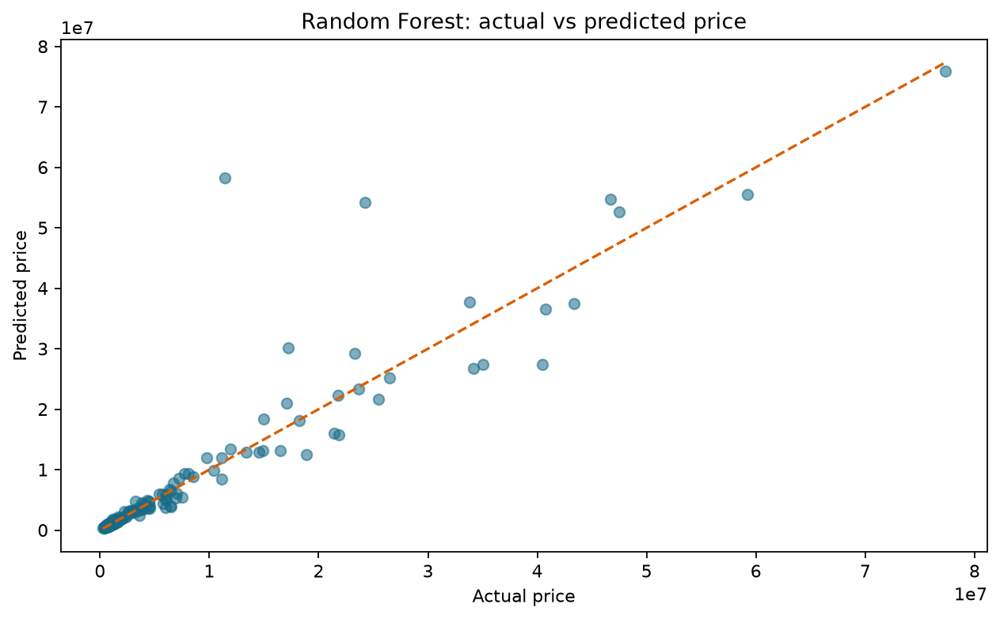 Random Forest: actual vs predicted price
1e7
8
7
6
5
4
3
2
1
0
Predicted price
0 1 2 3 4 5 6 7 8
1e7
Actual price